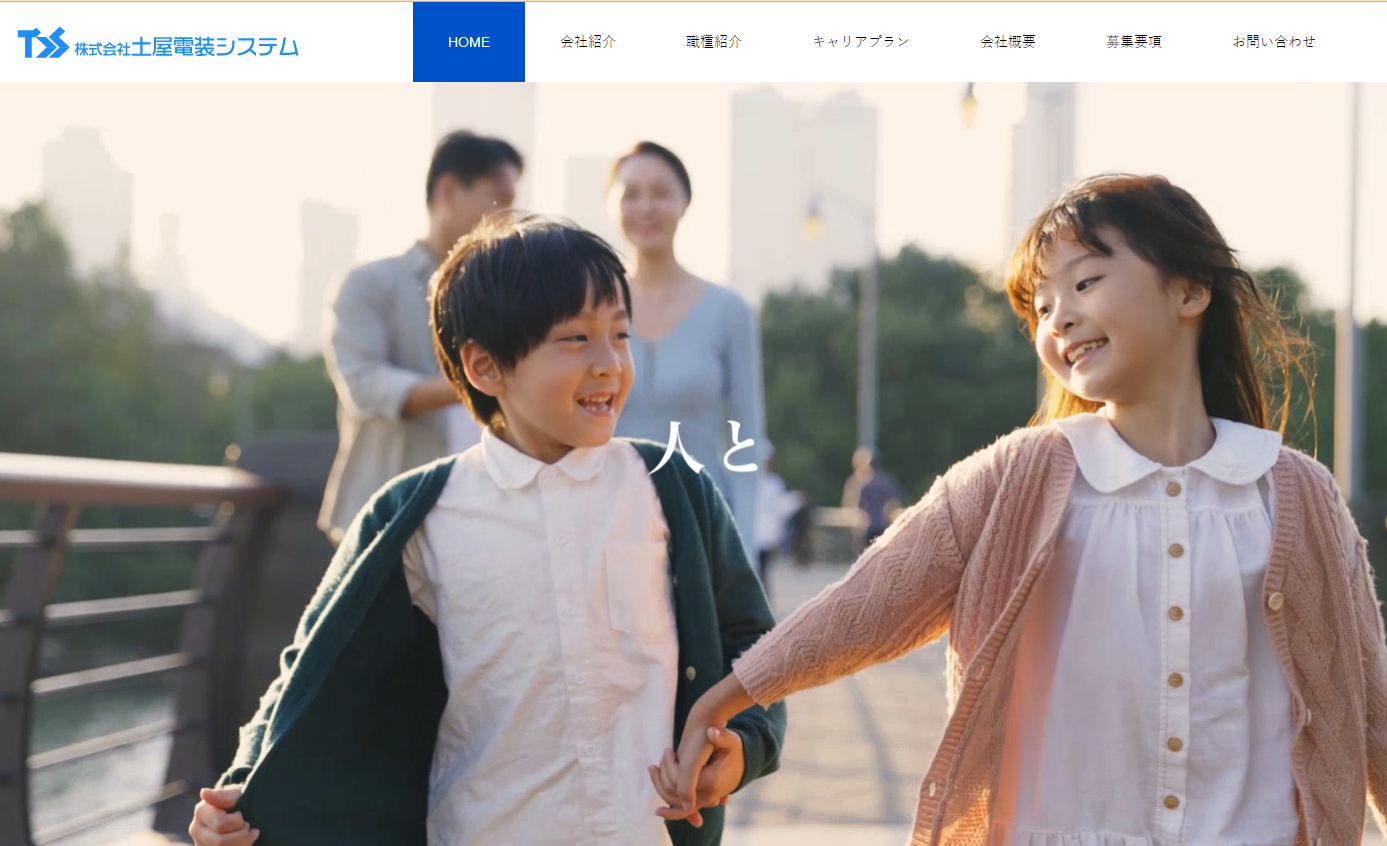 TSS 株式会社土屋電装システム
HOME
会社紹介
職種紹介
キャリアプラン
会社概要
募集要項
お問い合わせ
人と